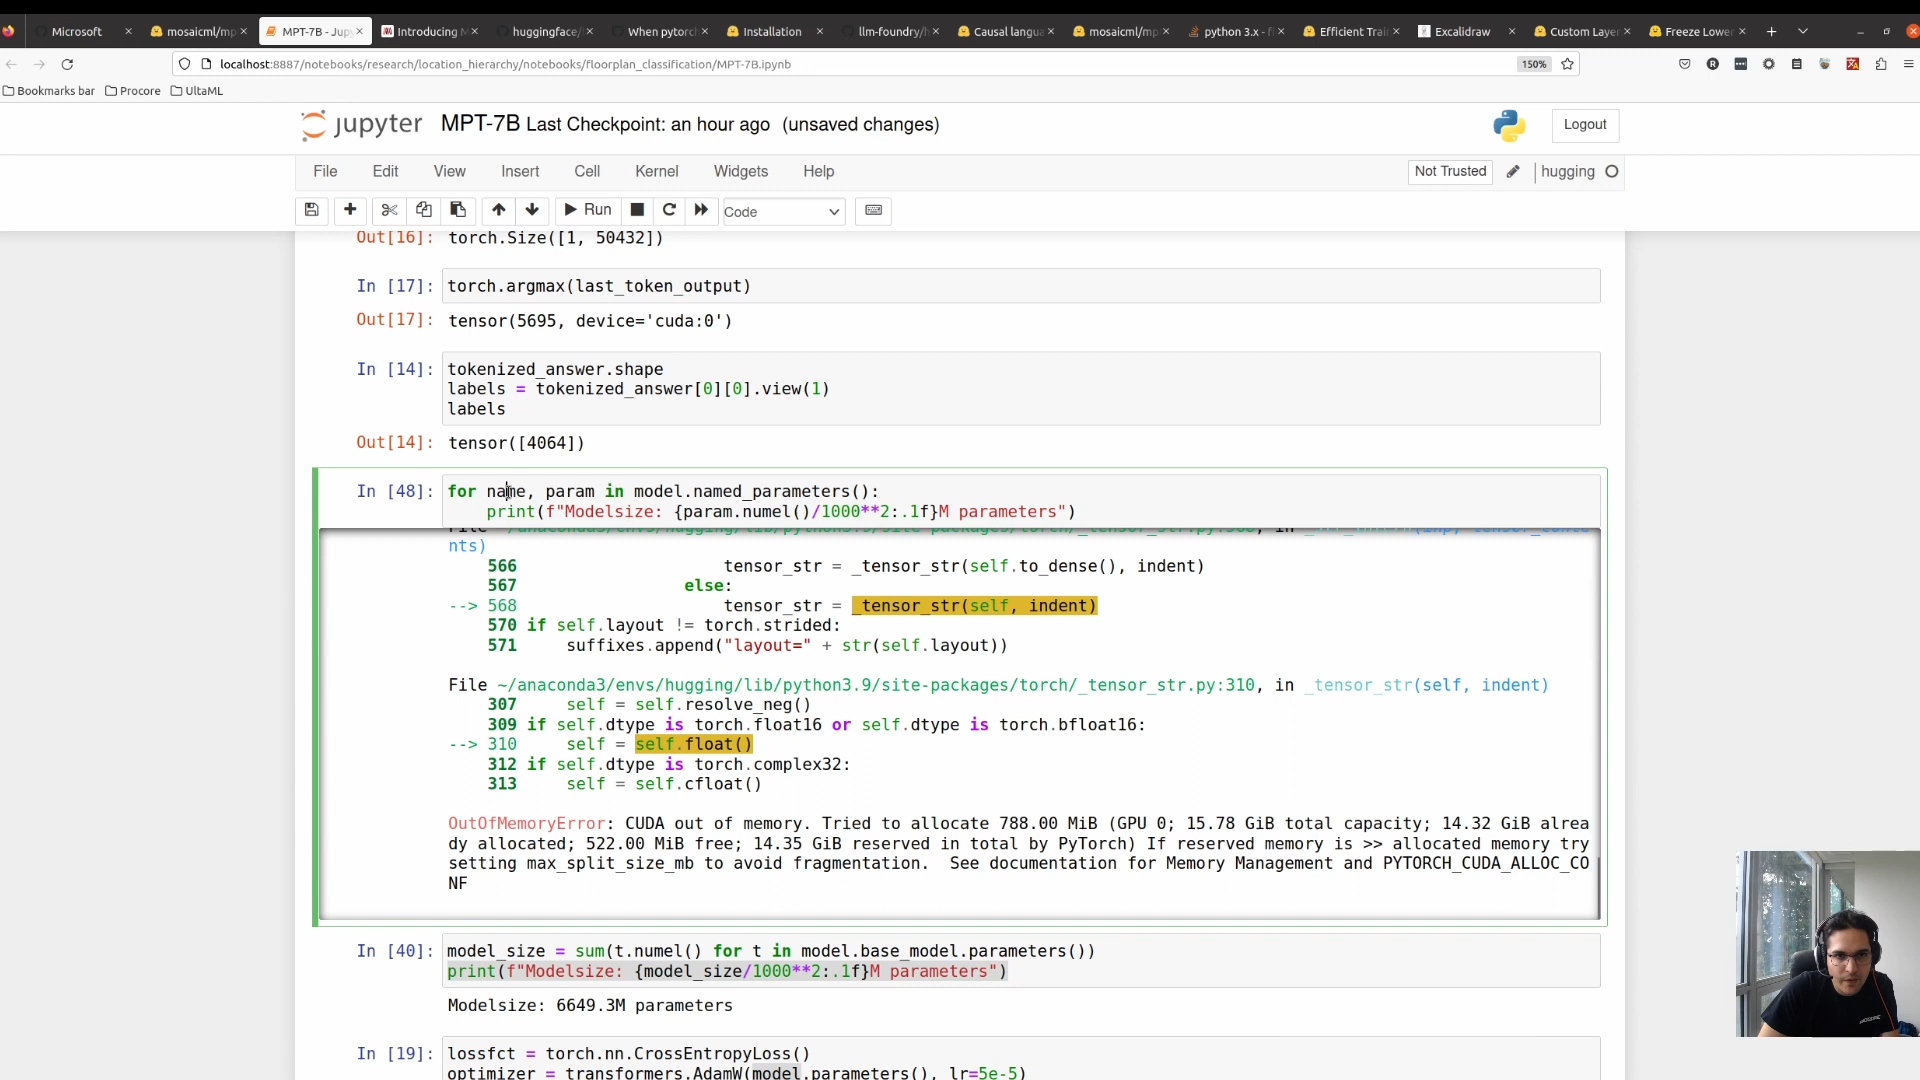 Microsoft
mosaicml/mp
MPT-7B - Jup
Introducing M
huggingface/
When pytorc
Installation
llm-foundry/
Causal langua
mosaicml/mp
python 3.x - 
Efficient Trai
Excalidraw
Custom Laye
Freeze Lower
localhost:8887/notebooks/research/location_hierarchy/notebooks/floorplan_classification/MPT-7B.ipynb
150%
Bookmarks bar
Procore
UltaML
jupyter
MPT-7B Last Checkpoint: an hour ago (unsaved changes)
Logout
File Edit View Insert Cell Kernel Widgets Help
Not Trusted
hugging
Run
Code
Out[16]: torch.Size([1, 50432])
In [17]: torch.argmax(last_token_output)
Out[17]: tensor(5695, device='cuda:0')
In [14]: tokenized_answer.shape
labels = tokenized_answer[0][0].view(1)
labels
Out[14]: tensor([4064])
In [48]: for name, param in model.named_parameters():
print(f"Modelsize: {param.numel()/1000**2:.1f}M parameters")
nts)
566 tensor_str = _tensor_str(self.to_dense(), indent)
567 else:
--> 568 tensor_str = _tensor_str(self, indent)
570 if self.layout != torch.strided:
571 suffixes.append("layout=" + str(self.layout))
File ~/anaconda3/envs/hugging/lib/python3.9/site-packages/torch/_tensor_str.py:310, in _tensor_str(self, indent)
307 self = self.resolve_neg()
309 if self.dtype is torch.float16 or self.dtype is torch.bfloat16:
--> 310 self = self.float()
312 if self.dtype is torch.complex32:
313 self = self.cfloat()
OutOfMemoryError: CUDA out of memory. Tried to allocate 788.00 MiB (GPU 0; 15.78 GiB total capacity; 14.32 GiB alrea
dy allocated; 522.00 MiB free; 14.35 GiB reserved in total by PyTorch) If reserved memory is >> allocated memory try
setting max_split_size_mb to avoid fragmentation. See documentation for Memory Management and PYTORCH_CUDA_ALLOC_CO
NF
In [40]: model_size = sum(t.numel() for t in model.base_model.parameters())
print(f"Modelsize: {model_size/1000**2:.1f}M parameters")
Modelsize: 6649.3M parameters
In [19]: lossfct = torch.nn.CrossEntropyLoss()
optimizer = transformers.AdamW(model.parameters(), lr=5e-5)